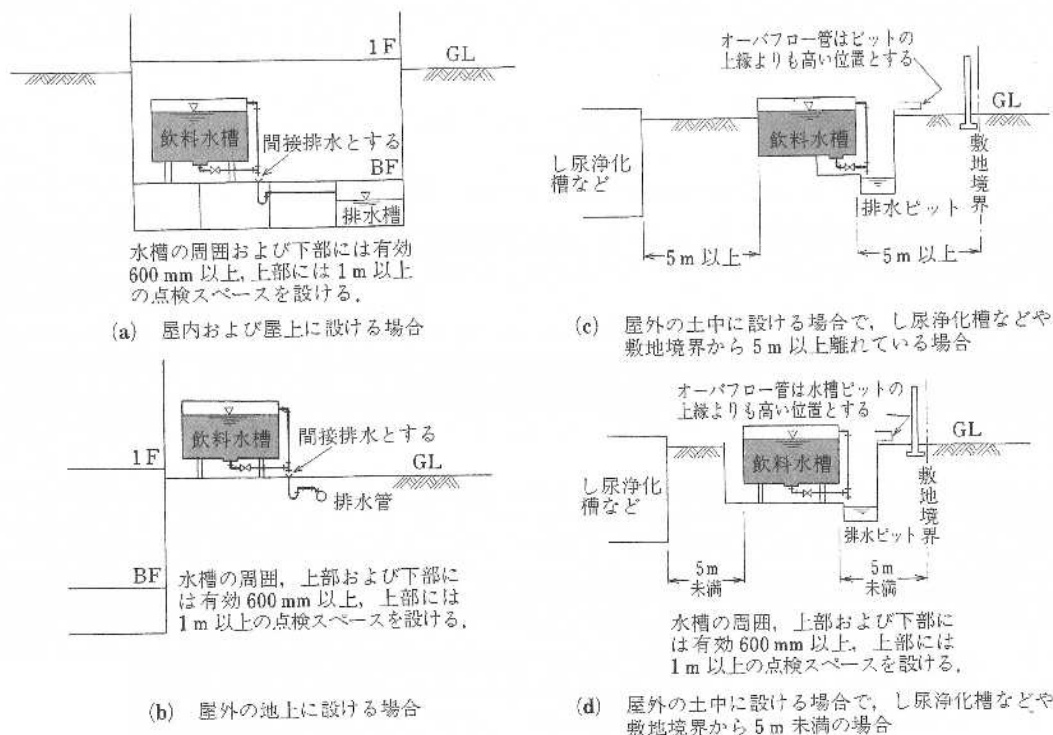 1F
GL
飲料水槽
間接排水とする
BF
排水槽
水槽の周囲および下部には有効
600 mm 以上，上部には 1 m 以上
の点検スペースを設ける．
(a) 屋内および屋上に設ける場合
飲料水槽
間接排水とする
1F
GL
排水管
BF
水槽の周囲，上部および下部に
は有効 600 mm 以上，上部には
1 m 以上の点検スペースを設ける．
(b) 屋外の地上に設ける場合
オーバフロー管はピットの
上縁よりも高い位置とする
GL
飲料水槽
し尿浄化
槽など
敷地境界
排水ピット
5 m 以上
5 m 以上
(c) 屋外の土中に設ける場合で，し尿浄化槽などや
敷地境界から 5 m 以上離れている場合
オーバフロー管は水槽ピットの
上縁よりも高い位置とする
GL
飲料水槽
し尿浄化
槽など
敷地境界
排水ピット
5 m
未満
5 m
未満
水槽の周囲，上部および下部に
は有効 600 mm 以上，上部には
1 m 以上の点検スペースを設ける．
(d) 屋外の土中に設ける場合で，し尿浄化槽などや
敷地境界から 5 m 未満の場合